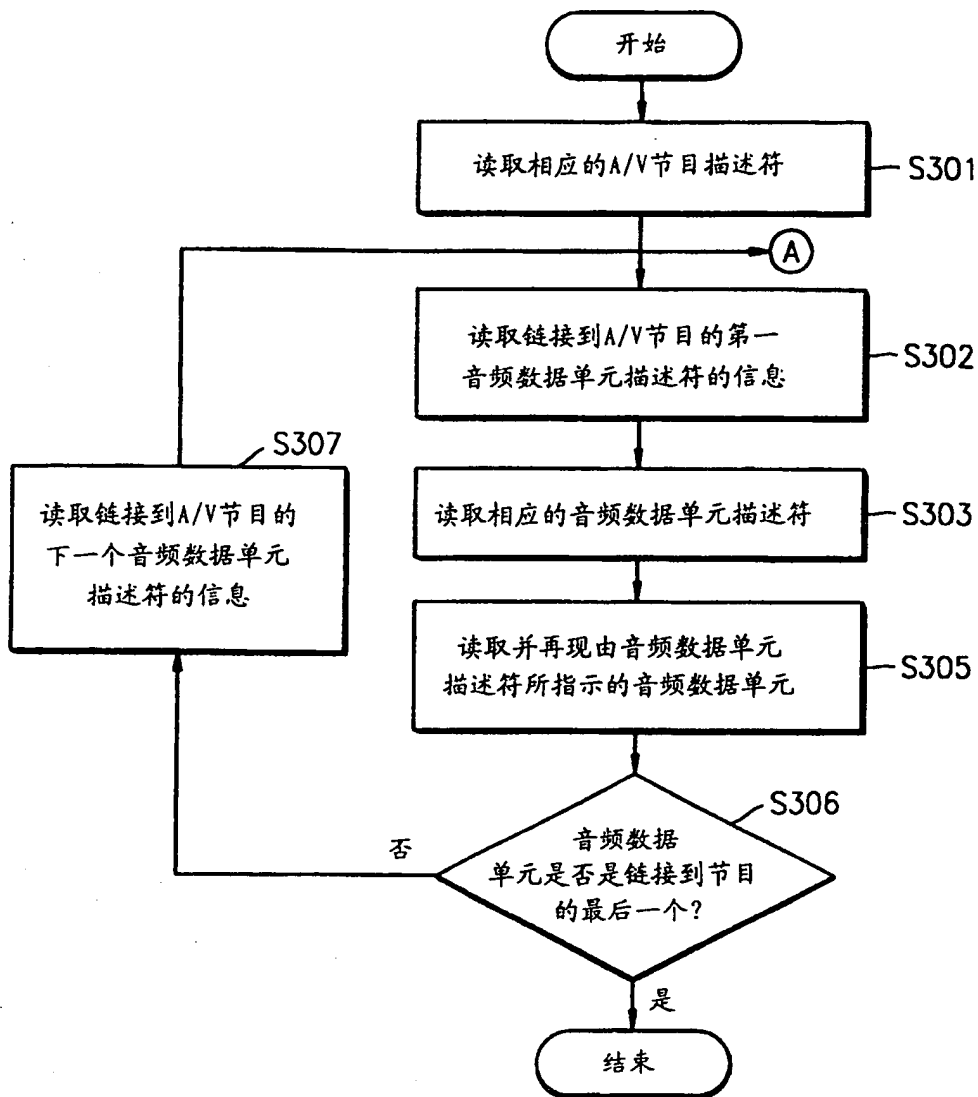 开始
读取相应的A/V节目描述符
S301
A
读取链接到A/V节目的第一
音频数据单元描述符的信息
S302
S307
读取链接到A/V节目的
下一个音频数据单元
描述符的信息
读取相应的音频数据单元描述符
S303
读取并再现由音频数据单元
描述符所指示的音频数据单元
S305
S306
音频数据
单元是否是链接到节目
的最后一个?
否
是
结束